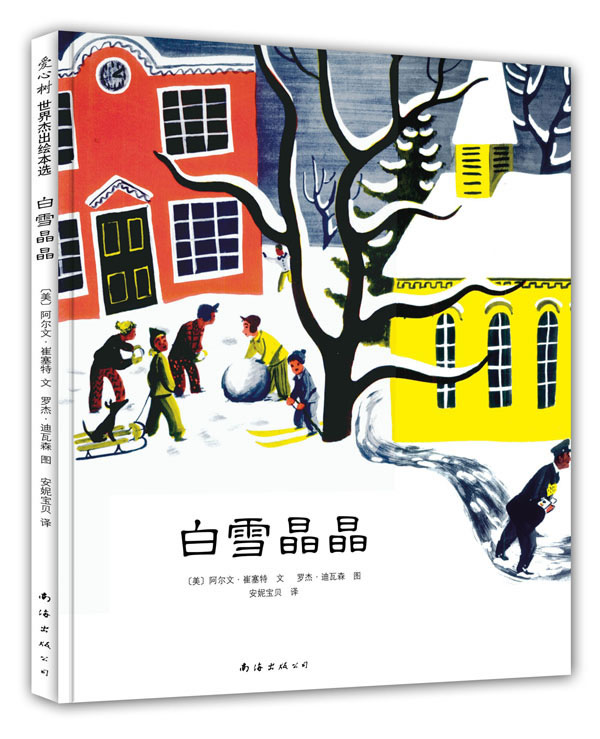 爱心树 世界杰出绘本选
白雪晶晶
〔美〕阿尔文·崔塞特 文 罗杰·迪瓦森 图 安妮宝贝 译
南海出版公司
白雪晶晶
〔美〕阿尔文·崔塞特 文 罗杰·迪瓦森 图
安妮宝贝 译
南海出版公司